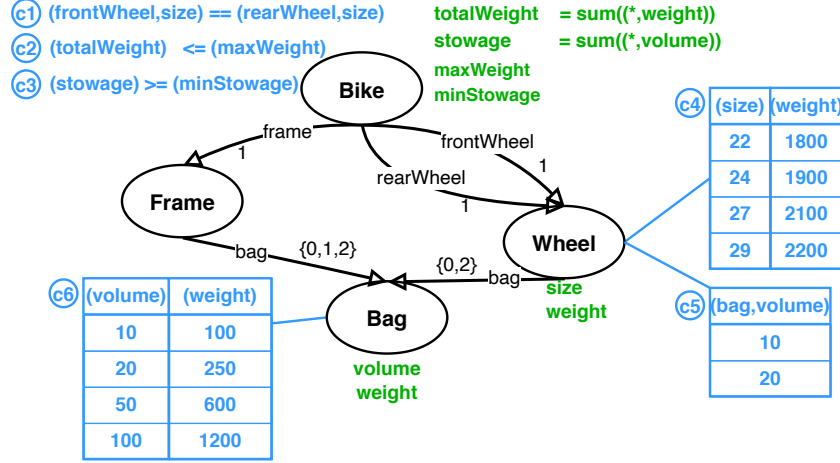 c1 (frontWheel,size) == (rearWheel,size)
c2 (totalWeight) <= (maxWeight)
c3 (stowage) >= (minStowage)
totalWeight = sum((*,weight))
stowage = sum((*,volume))
maxWeight
minStowage
Bike
frame
1
frontWheel
1
rearWheel
1
Frame
Wheel
size
weight
bag {0,1,2}
{0,2} bag
Bag
volume
weight
c4 (size) (weight)
22 1800
24 1900
27 2100
29 2200
c5 (bag,volume)
10
20
c6 (volume) (weight)
10 100
20 250
50 600
100 1200